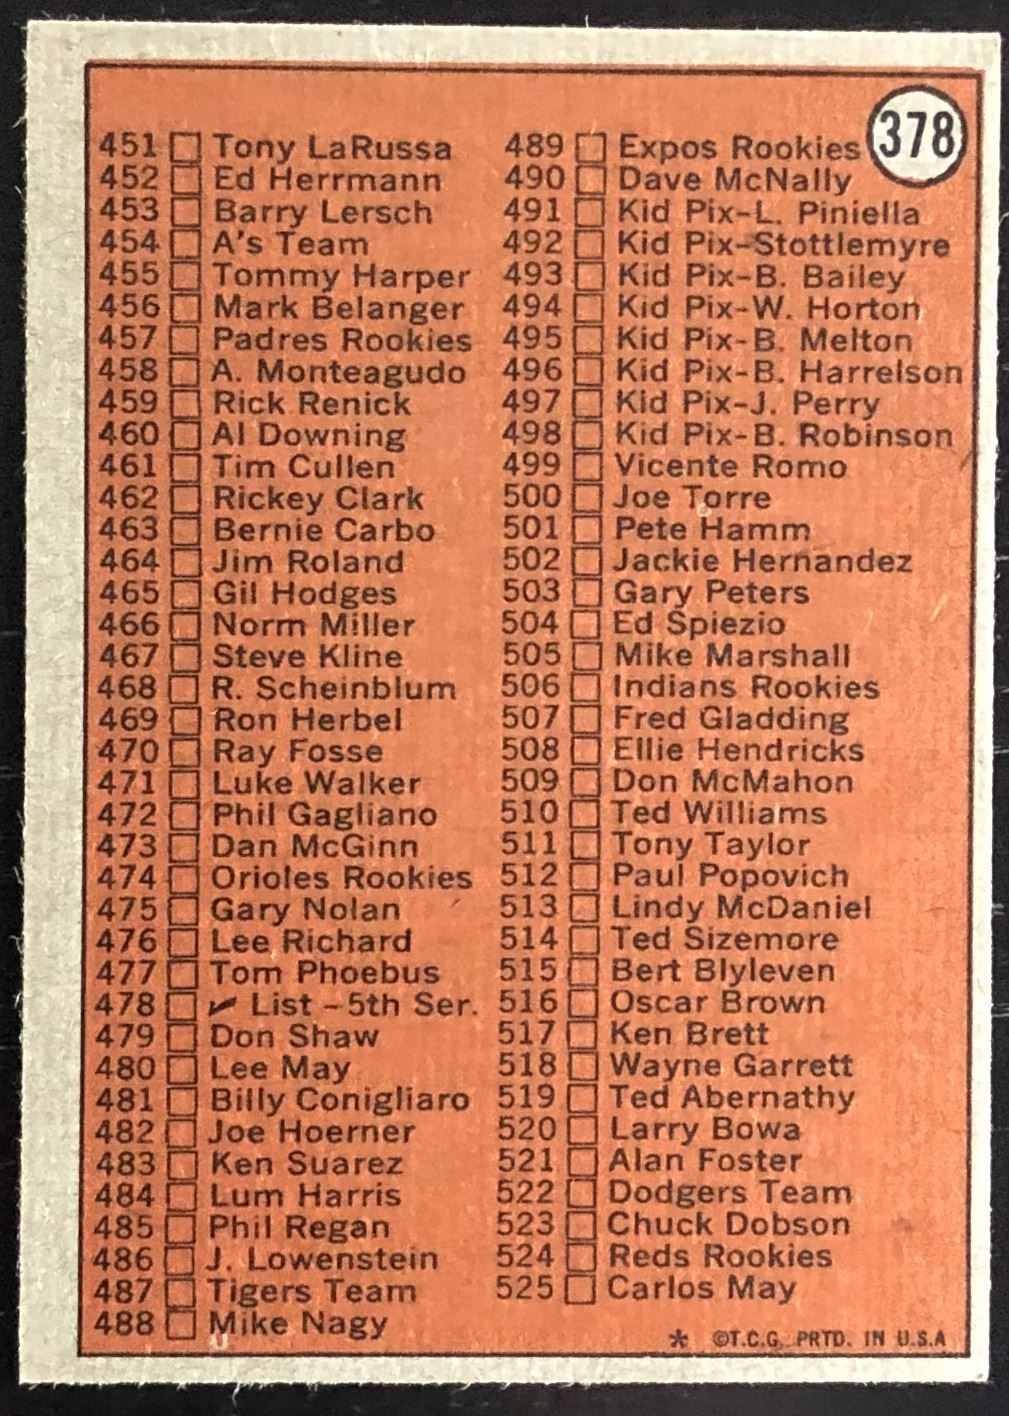 378
451 Tony LaRussa
452 Ed Herrmann
453 Barry Lersch
454 A's Team
455 Tommy Harper
456 Mark Belanger
457 Padres Rookies
458 A. Monteagudo
459 Rick Renick
460 Al Downing
461 Tim Cullen
462 Rickey Clark
463 Bernie Carbo
464 Jim Roland
465 Gil Hodges
466 Norm Miller
467 Steve Kline
468 R. Scheinblum
469 Ron Herbel
470 Ray Fosse
471 Luke Walker
472 Phil Gagliano
473 Dan McGinn
474 Orioles Rookies
475 Gary Nolan
476 Lee Richard
477 Tom Phoebus
478 ✓ List-5th Ser.
479 Don Shaw
480 Lee May
481 Billy Conigliaro
482 Joe Hoerner
483 Ken Suarez
484 Lum Harris
485 Phil Regan
486 J. Lowenstein
487 Tigers Team
488 Mike Nagy
489 Expos Rookies
490 Dave McNally
491 Kid Pix-L. Piniella
492 Kid Pix-Stottlemyre
493 Kid Pix-B. Bailey
494 Kid Pix-W. Horton
495 Kid Pix-B. Melton
496 Kid Pix-B. Harrelson
497 Kid Pix-J. Perry
498 Kid Pix-B. Robinson
499 Vicente Romo
500 Joe Torre
501 Pete Hamm
502 Jackie Hernandez
503 Gary Peters
504 Ed Spiezio
505 Mike Marshall
506 Indians Rookies
507 Fred Gladding
508 Ellie Hendricks
509 Don McMahon
510 Ted Williams
511 Tony Taylor
512 Paul Popovich
513 Lindy McDaniel
514 Ted Sizemore
515 Bert Blyleven
516 Oscar Brown
517 Ken Brett
518 Wayne Garrett
519 Ted Abernathy
520 Larry Bowa
521 Alan Foster
522 Dodgers Team
523 Chuck Dobson
524 Reds Rookies
525 Carlos May
* ©T.C.G. PRTD. IN U.S.A